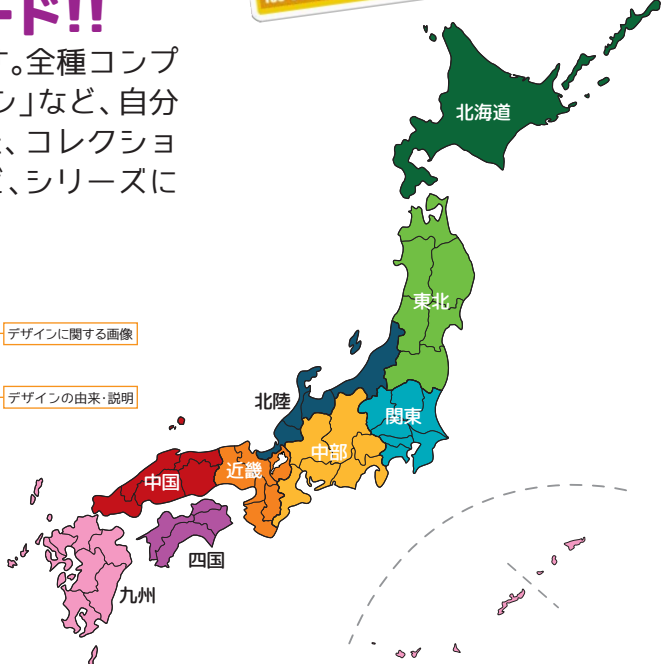 ード!!
す。全種コンプ
ン」など、自分
、コレクショ
、シリーズに
デザインに関する画像
デザインの由来・説明
北海道
東北
北陸
関東
中部
近畿
中国
四国
九州